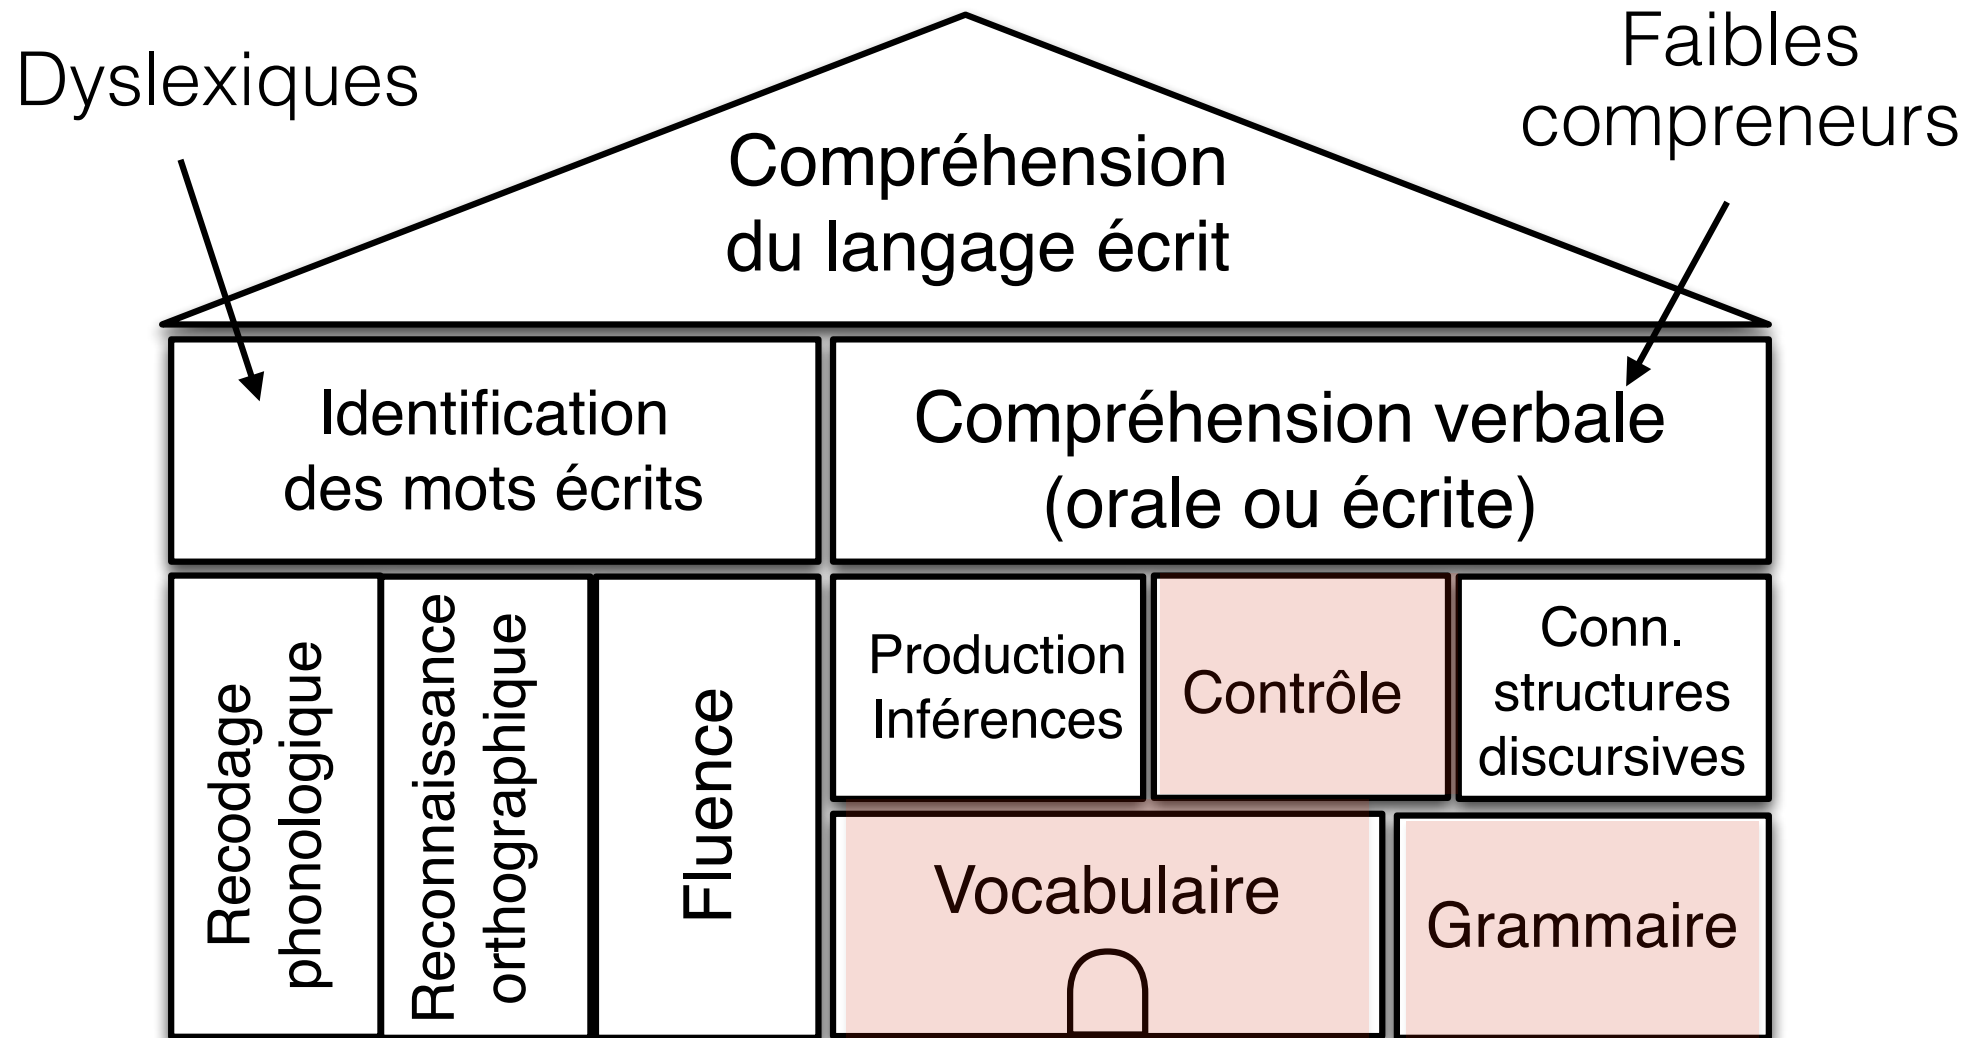 Dyslexiques
Faibles
compreneurs
Compréhension
du langage écrit
Identification
des mots écrits
Compréhension verbale
(orale ou écrite)
Recodage
phonologique
Reconnaissance
orthographique
Fluence
Production
Inférences
Contrôle
Conn.
structures
discursives
Vocabulaire
Grammaire